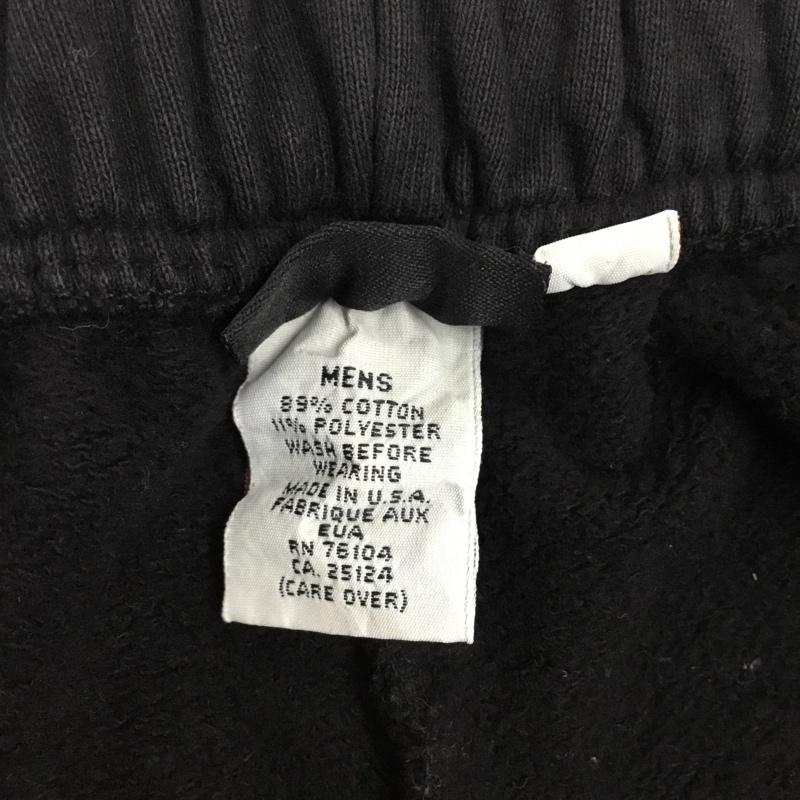 MENS
89% COTTON
11% POLYESTER
WASH BEFORE
WEARING
MADE IN U.S.A.
FABRIQUE AUX
EUA
RN 76104
CA. 25124
(CARE OVER)